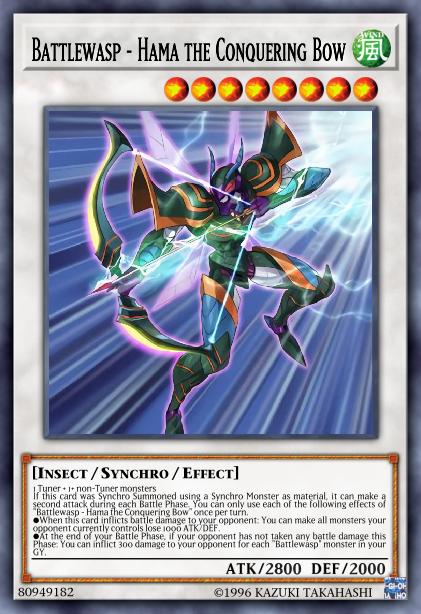 BATTLEWASP - HAMA THE CONQUERING BOW
WIND
風
[INSECT / SYNCHRO / EFFECT]
1 Tuner + 1+ non-Tuner monsters
If this card was Synchro Summoned using a Synchro Monster as material, it can make a
second attack during each Battle Phase. You can only use each of the following effects of
"Battlewasp - Hama the Conquering Bow" once per turn.
●When this card inflicts battle damage to your opponent: You can make all monsters your
opponent currently controls lose 1000 ATK/DEF.
●At the end of your Battle Phase, if your opponent has not taken any battle damage this
Phase: You can inflict 300 damage to your opponent for each "Battlewasp" monster in your
GY.
ATK/2800 DEF/2000
80949182
©1996 KAZUKI TAKAHASHI